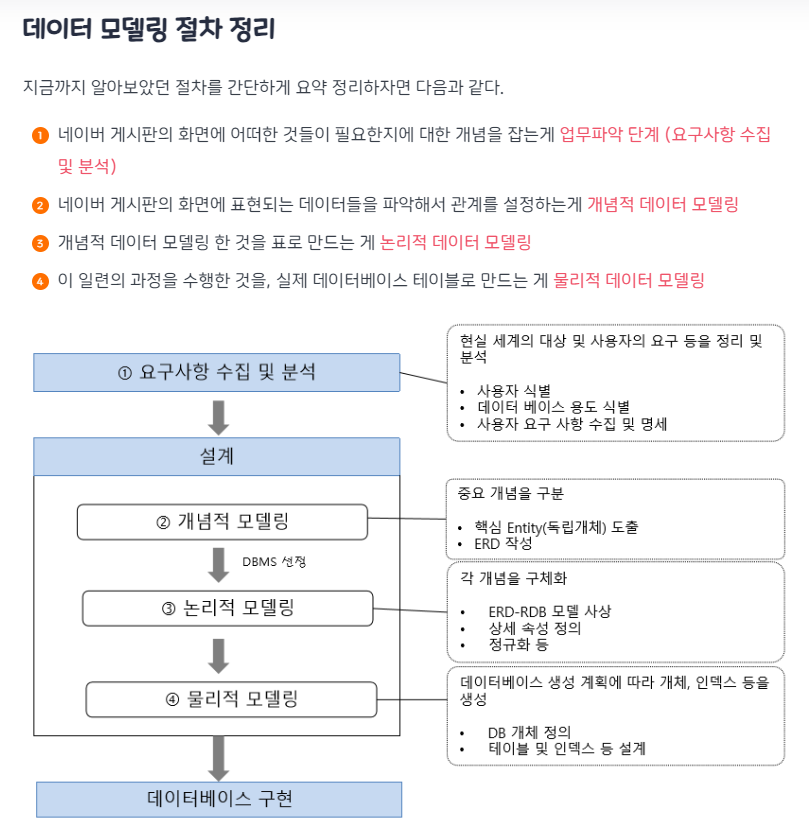 데이터 모델링 절차 정리
지금까지 알아보았던 절차를 간단하게 요약 정리하자면 다음과 같다.
1 네이버 게시판의 화면에 어떠한 것들이 필요한지에 대한 개념을 잡는게 업무파악 단계 (요구사항 수집
및 분석)
2 네이버 게시판의 화면에 표현되는 데이터들을 파악해서 관계를 설정하는게 개념적 데이터 모델링
3 개념적 데이터 모델링 한 것을 표로 만드는 게 논리적 데이터 모델링
4 이 일련의 과정을 수행한 것을, 실제 데이터베이스 테이블로 만드는 게 물리적 데이터 모델링
① 요구사항 수집 및 분석
현실 세계의 대상 및 사용자의 요구 등을 정리 및
분석
• 사용자 식별
• 데이터 베이스 용도 식별
• 사용자 요구 사항 수집 및 명세
설계
② 개념적 모델링
중요 개념을 구분
• 핵심 Entity(독립개체) 도출
• ERD 작성
DBMS 선정
③ 논리적 모델링
각 개념을 구체화
• ERD-RDB 모델 사상
• 상세 속성 정의
• 정규화 등
④ 물리적 모델링
데이터베이스 생성 계획에 따라 개체, 인덱스 등을
생성
• DB 개체 정의
• 테이블 및 인덱스 등 설계
데이터베이스 구현